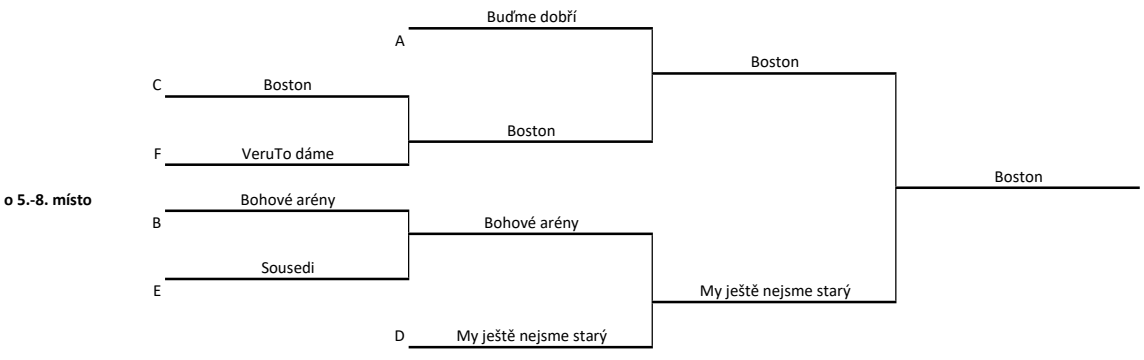 Buďme dobří
A
Boston
C
Boston
Boston
F
VeruTo dáme
Boston
o 5.-8. místo
Bohové arény
B
Bohové arény
Sousedi
E
My ještě nejsme starý
D
My ještě nejsme starý